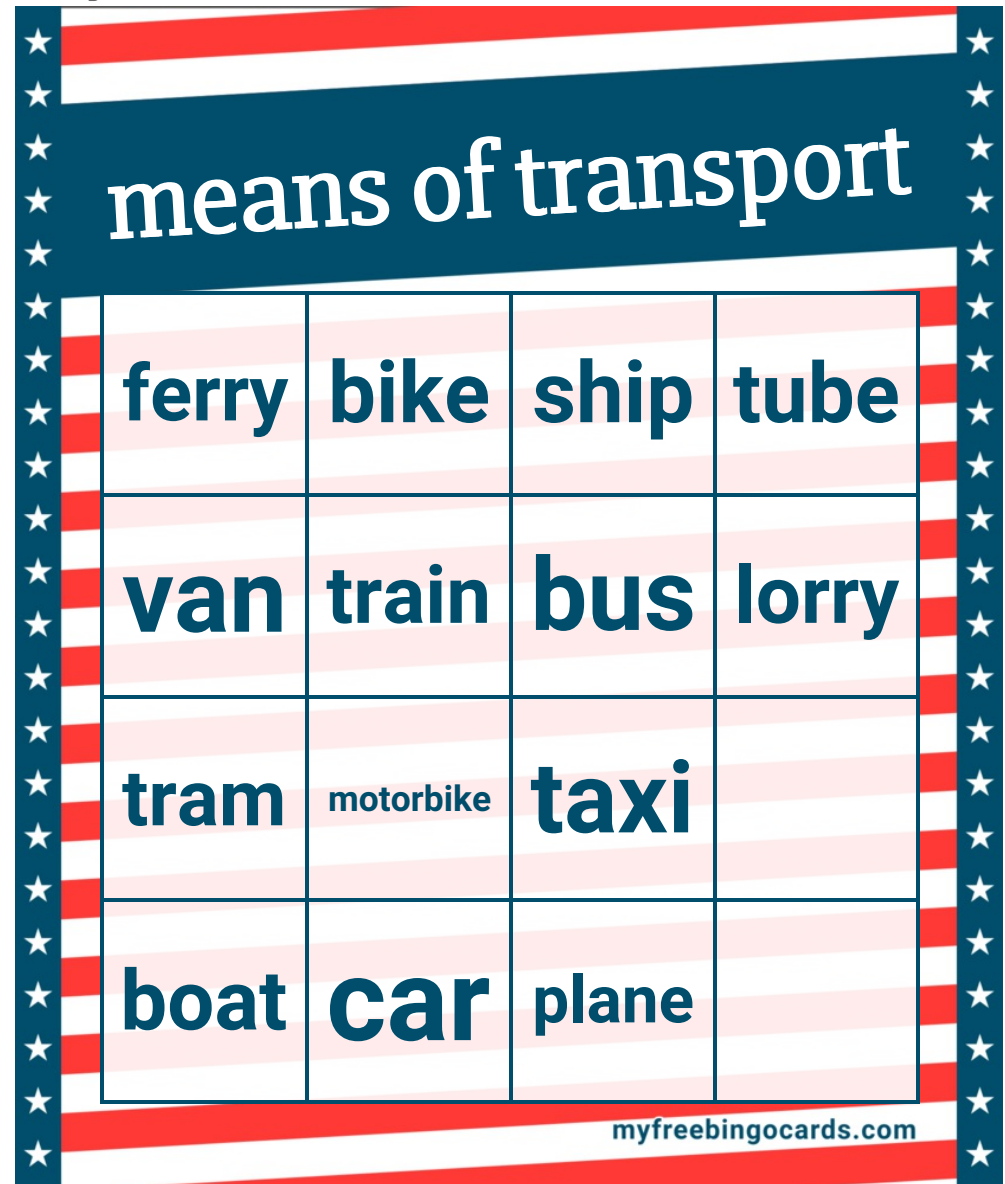 means of transport
ferry bike ship tube
van train bus lorry
tram motorbike taxi
boat car plane
myfreebingocards.com